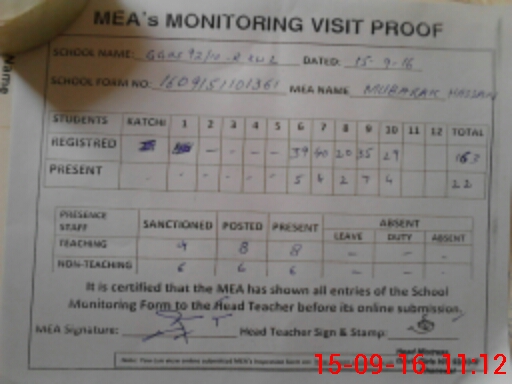 MEA's MONITORING VISIT PROOF
SCHOOL NAME: DATED: 15-9-16
SCHOOL FORM NO: 1609151101361 MEA NAME MUBARAK HASSAN
Name
STUDENTS KATCHI 1 2 3 4 5 6 7 8 9 10 11 12 TOTAL
REGISTRED - - - - 39 40 20 35 29
PRESENT - - - - - 5 4 2 7 4 22
PRESENCE STAFF SANCTIONED POSTED PRESENT ABSENT
LEAVE DUTY ABSENT
TEACHING 9 8 8 - - -
NON-TEACHING 6 6 6 - - -
It is certified that the MEA has shown all entries of the School
Monitoring Form to the Head Teacher before its online submission.
MEA Signature: Head Teacher Sign & Stamp:
15-09-16 11:12